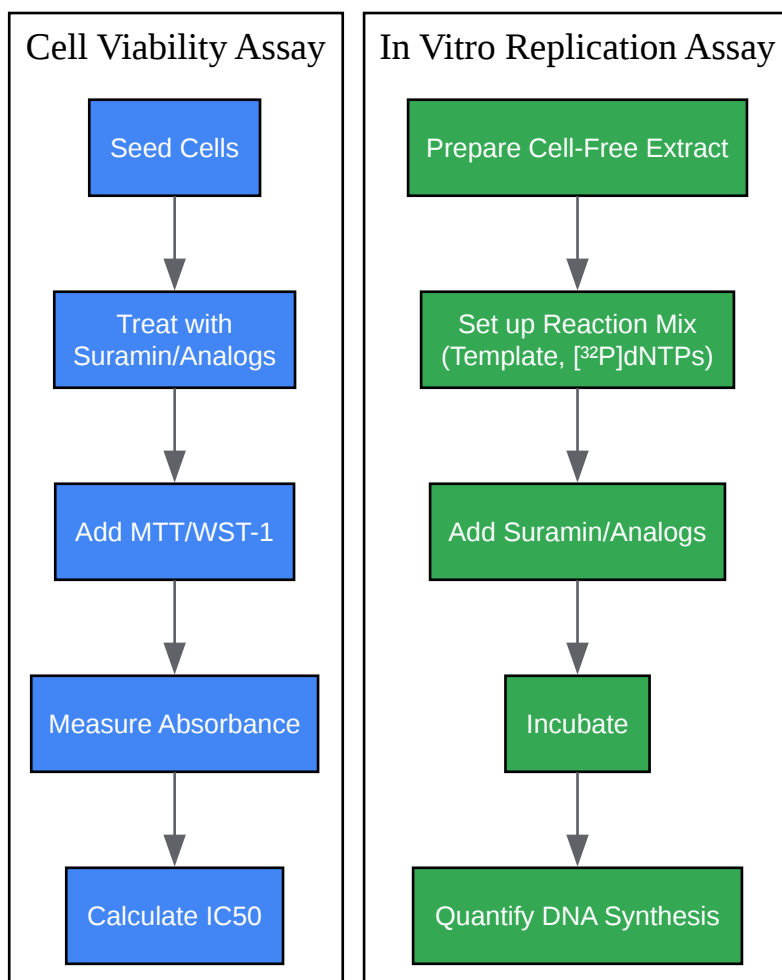 Cell Viability Assay
Seed Cells
Treat with
Suramin/Analogs
Add MTT/WST-1
Measure Absorbance
Calculate IC50
In Vitro Replication Assay
Prepare Cell-Free Extract
Set up Reaction Mix
(Template, [³²P]dNTPs)
Add Suramin/Analogs
Incubate
Quantify DNA Synthesis